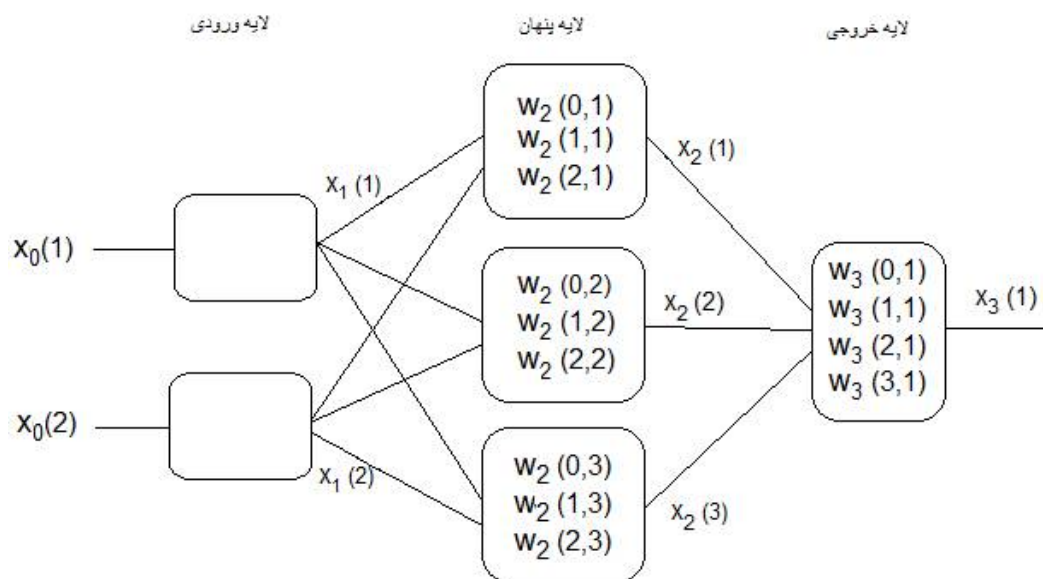 لایه ورودی
لایه پنهان
لایه خروجی
x₀(1)
x₀(2)
x₁ (1)
x₁ (2)
w₂ (0,1)
w₂ (1,1)
w₂ (2,1)
w₂ (0,2)
w₂ (1,2)
w₂ (2,2)
w₂ (0,3)
w₂ (1,3)
w₂ (2,3)
x₂ (1)
x₂ (2)
x₂ (3)
w₃ (0,1)
w₃ (1,1)
w₃ (2,1)
w₃ (3,1)
x₃ (1)